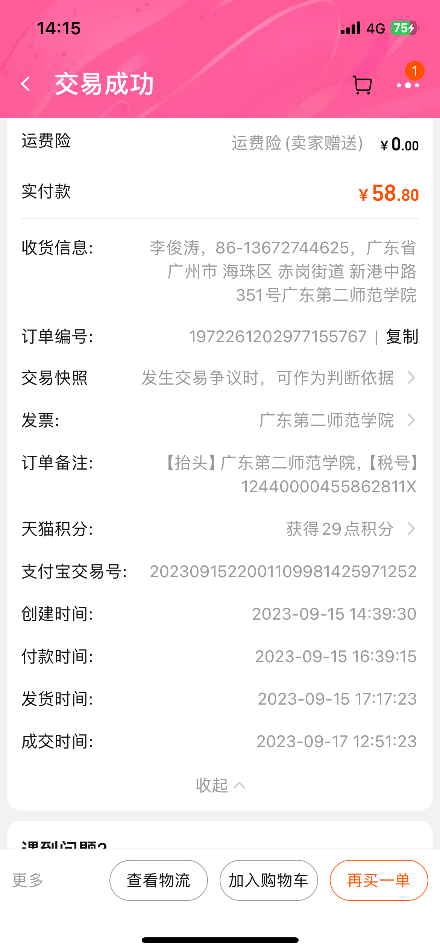 14:15 4G 75
交易成功 1
运费险 运费险(卖家赠送) ¥0.00
实付款 ¥58.80
收货信息: 李俊涛，86-13672744625，广东省
广州市 海珠区 赤岗街道 新港中路
351号广东第二师范学院
订单编号: 1972261202977155767 | 复制
交易快照 发生交易争议时，可作为判断依据
发票: 广东第二师范学院
订单备注: 【抬头】广东第二师范学院,【税号】
12440000455862811X
天猫积分: 获得29点积分
支付宝交易号: 2023091522001109981425971252
创建时间: 2023-09-15 14:39:30
付款时间: 2023-09-15 16:39:15
发货时间: 2023-09-15 17:17:23
成交时间: 2023-09-17 12:51:23
收起
遇到问题?
更多 查看物流 加入购物车 再买一单